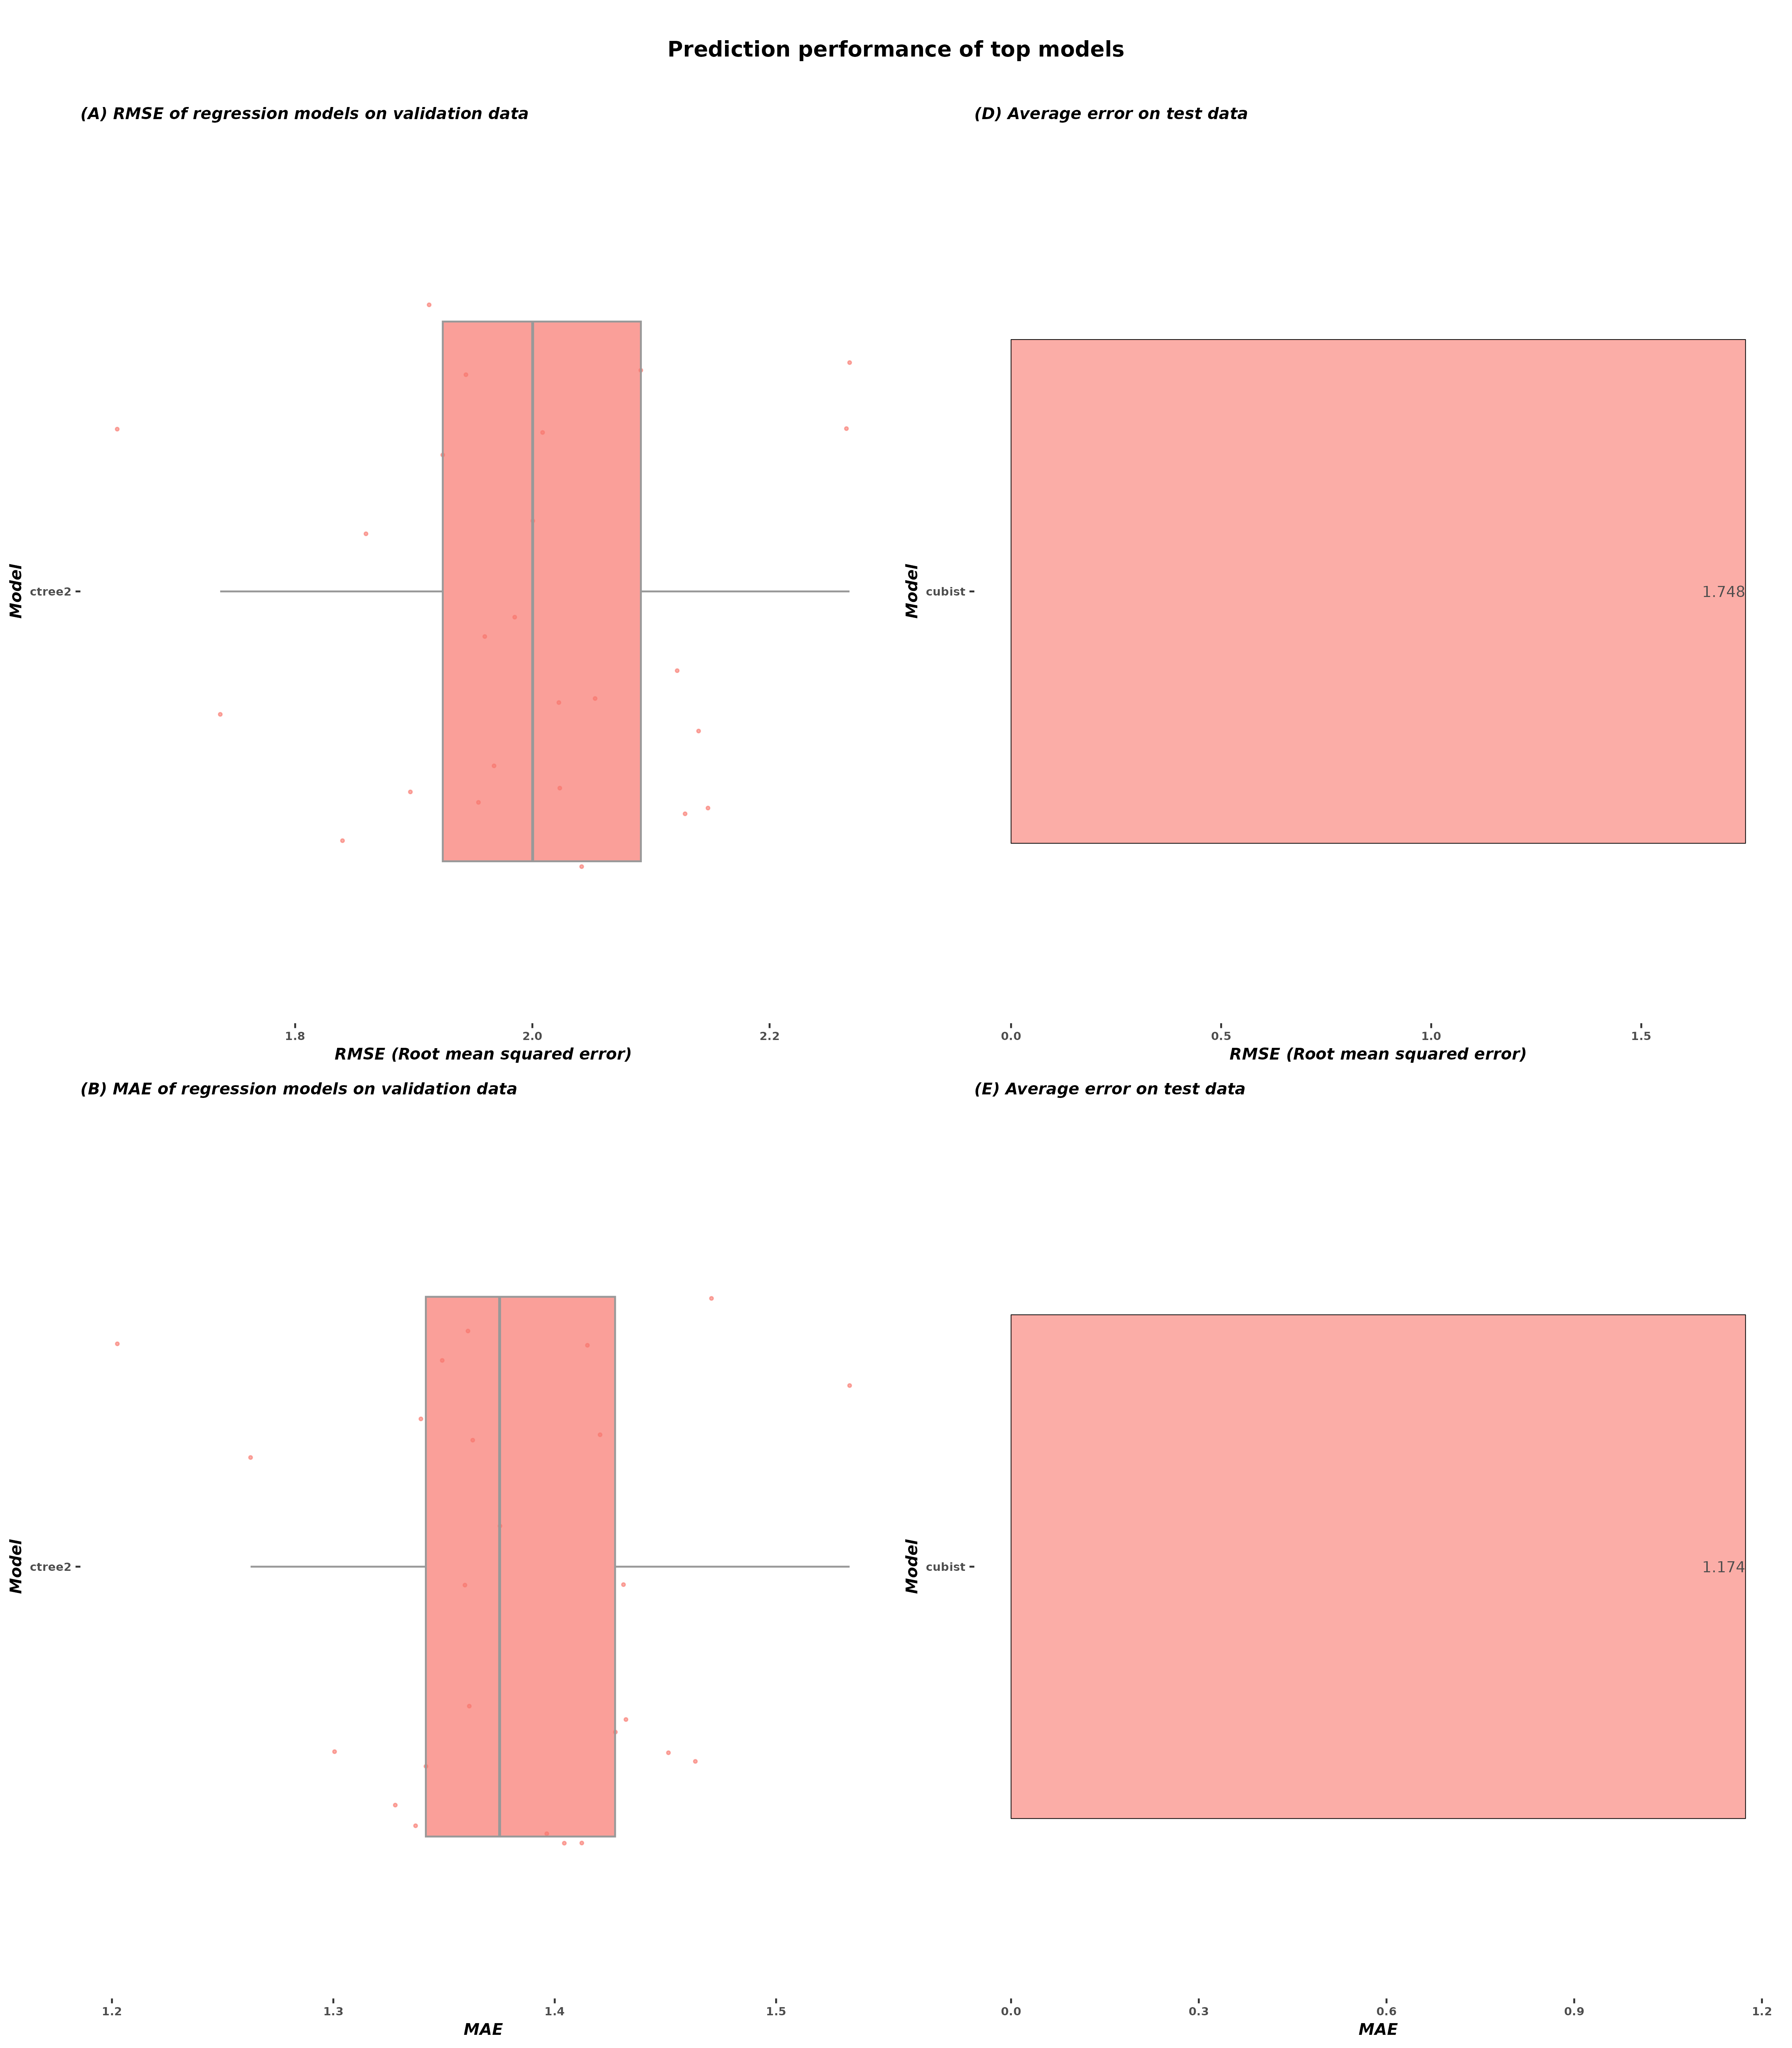 Prediction performance of top models
(A) RMSE of regression models on validation data
Model
ctree2
1.8 2.0 2.2
RMSE (Root mean squared error)
(D) Average error on test data
Model
cubist
1.748
0.0 0.5 1.0 1.5
RMSE (Root mean squared error)
(B) MAE of regression models on validation data
Model
ctree2
1.2 1.3 1.4 1.5
MAE
(E) Average error on test data
Model
cubist
1.174
0.0 0.3 0.6 0.9 1.2
MAE